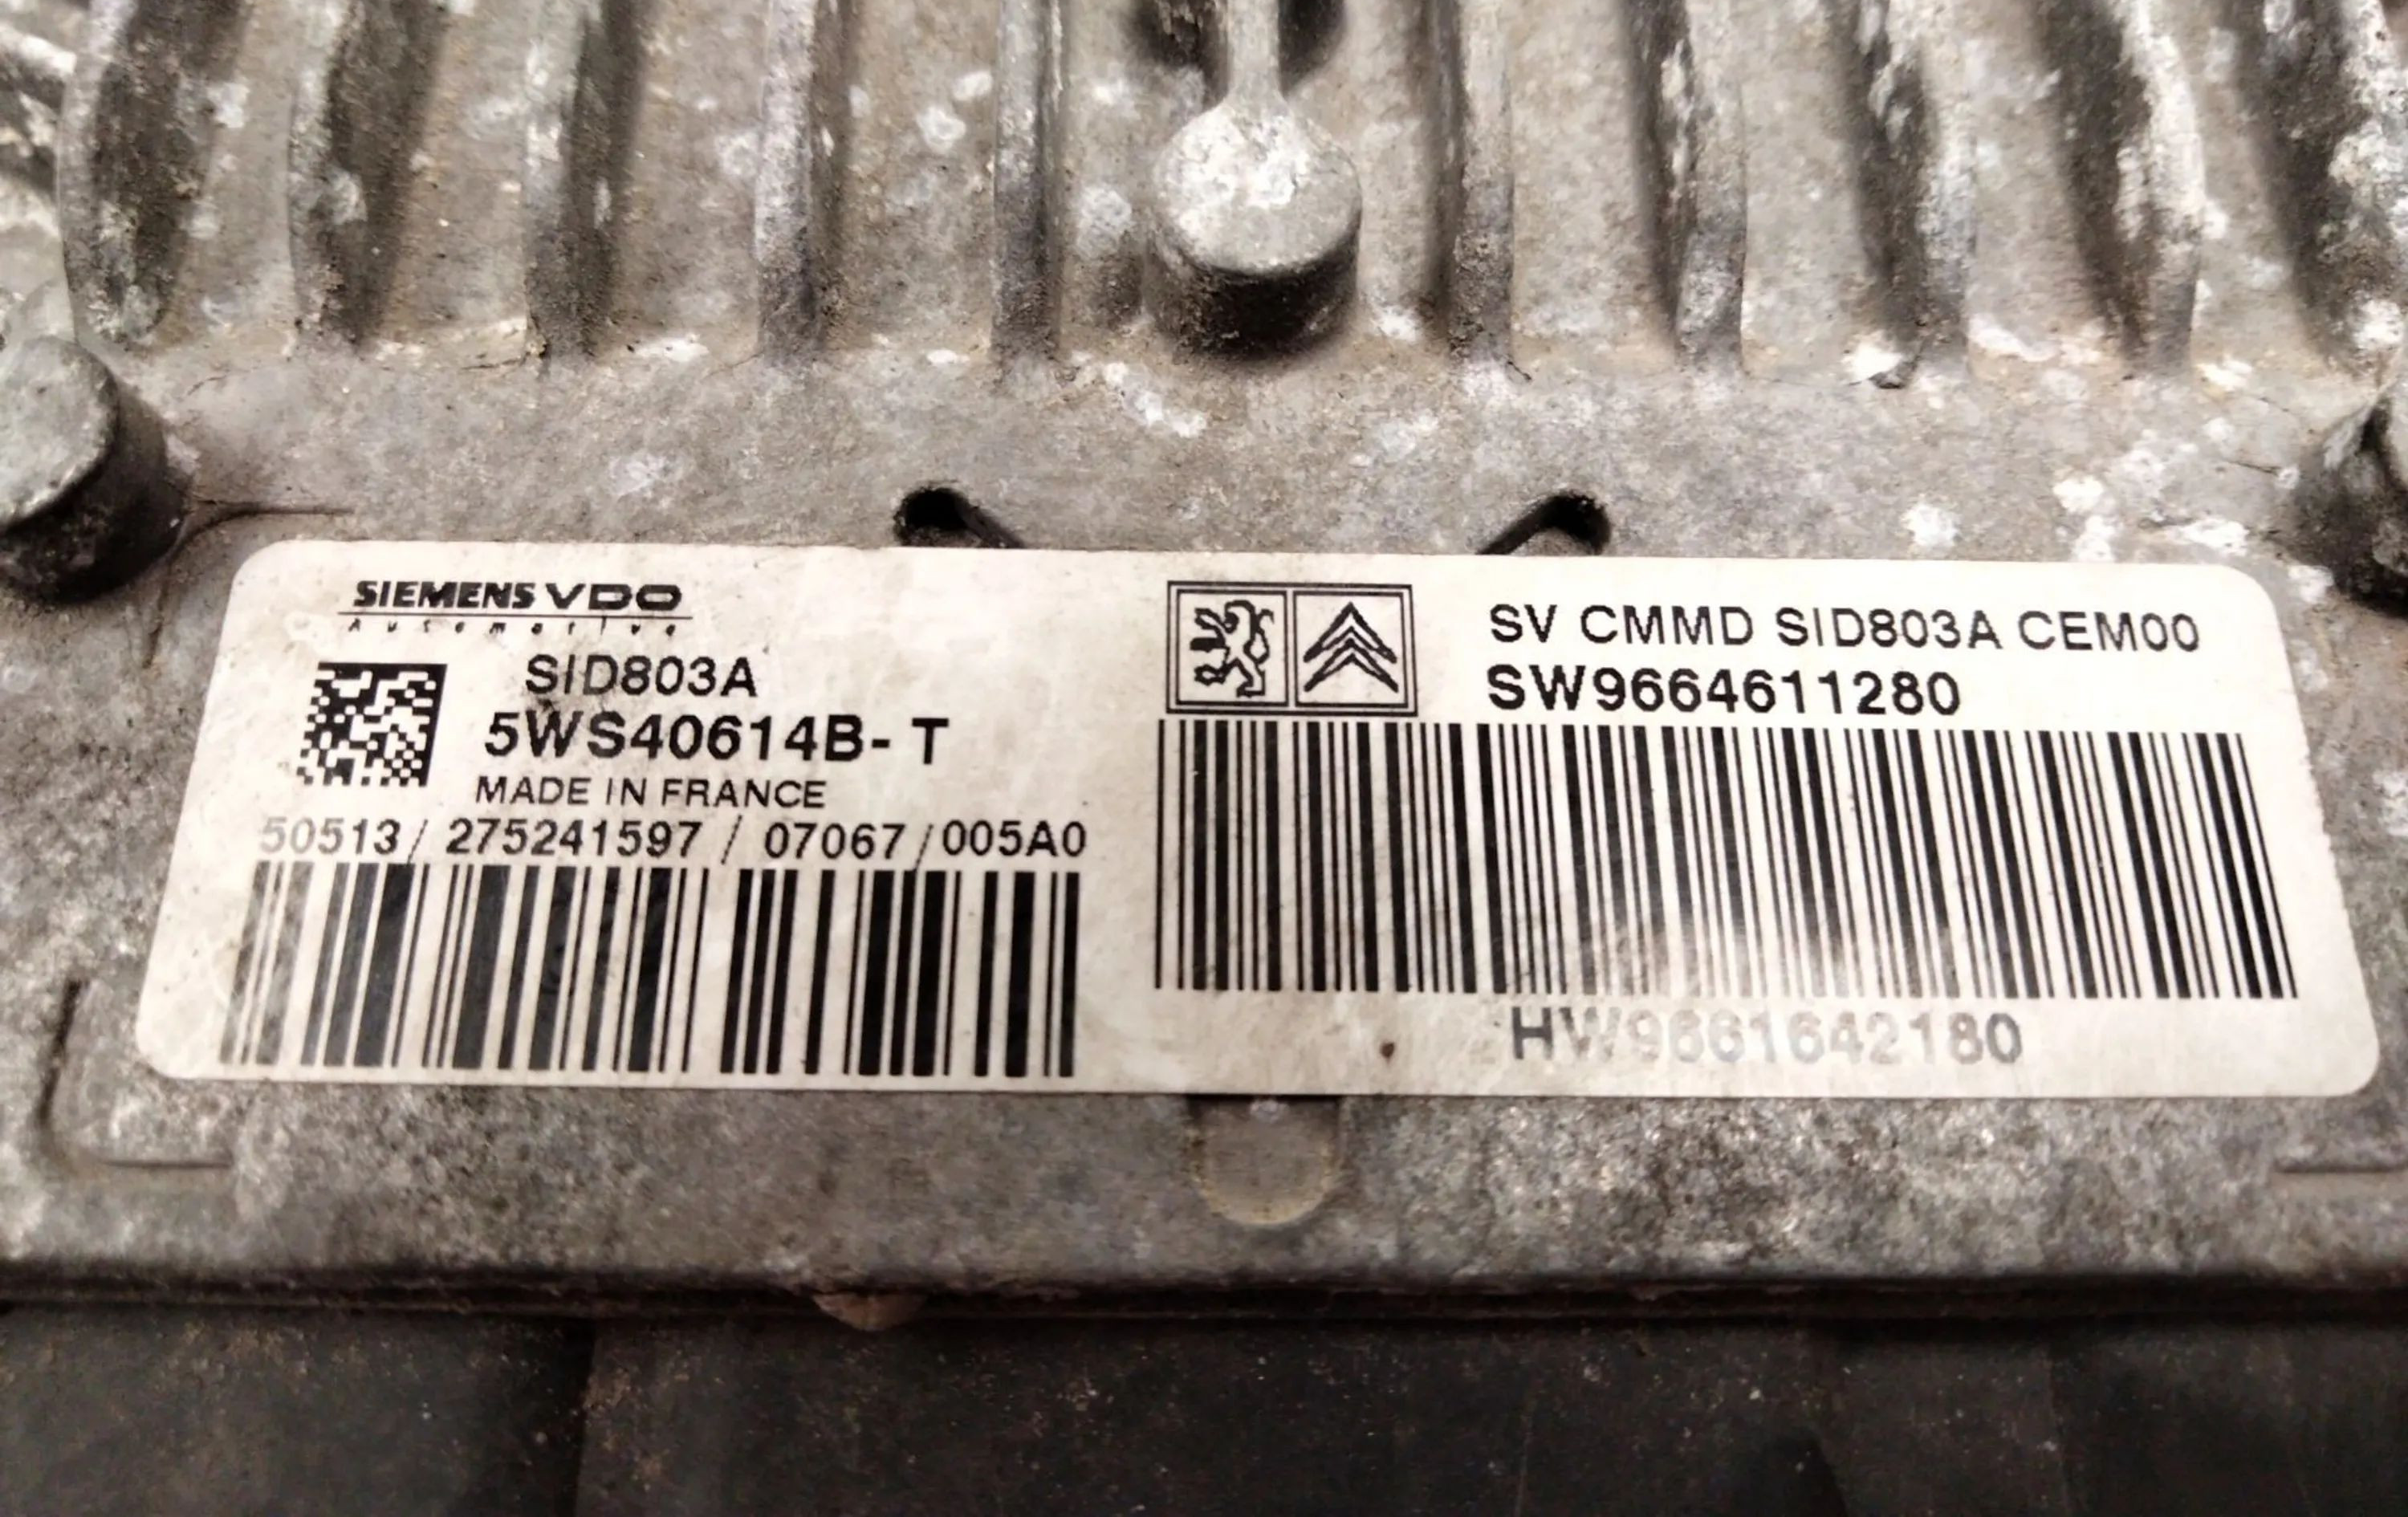 SIEMENS VDO
Automotive
SID803A
5WS40614B-T
MADE IN FRANCE
50513/275241597/07067/005A0
SV CMMD SID803A CEM00
SW9664611280
HW9661642180